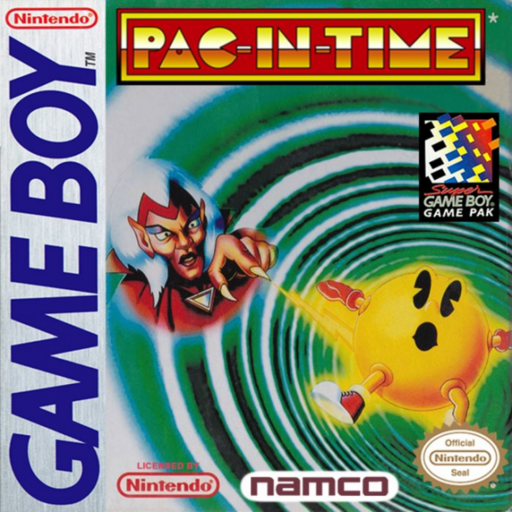 Nintendo
GAME BOY
TM
PAC-IN-TIME
*
Super
GAME BOY
GAME PAK
LICENSED BY
Nintendo
namco
Official
Nintendo
Seal